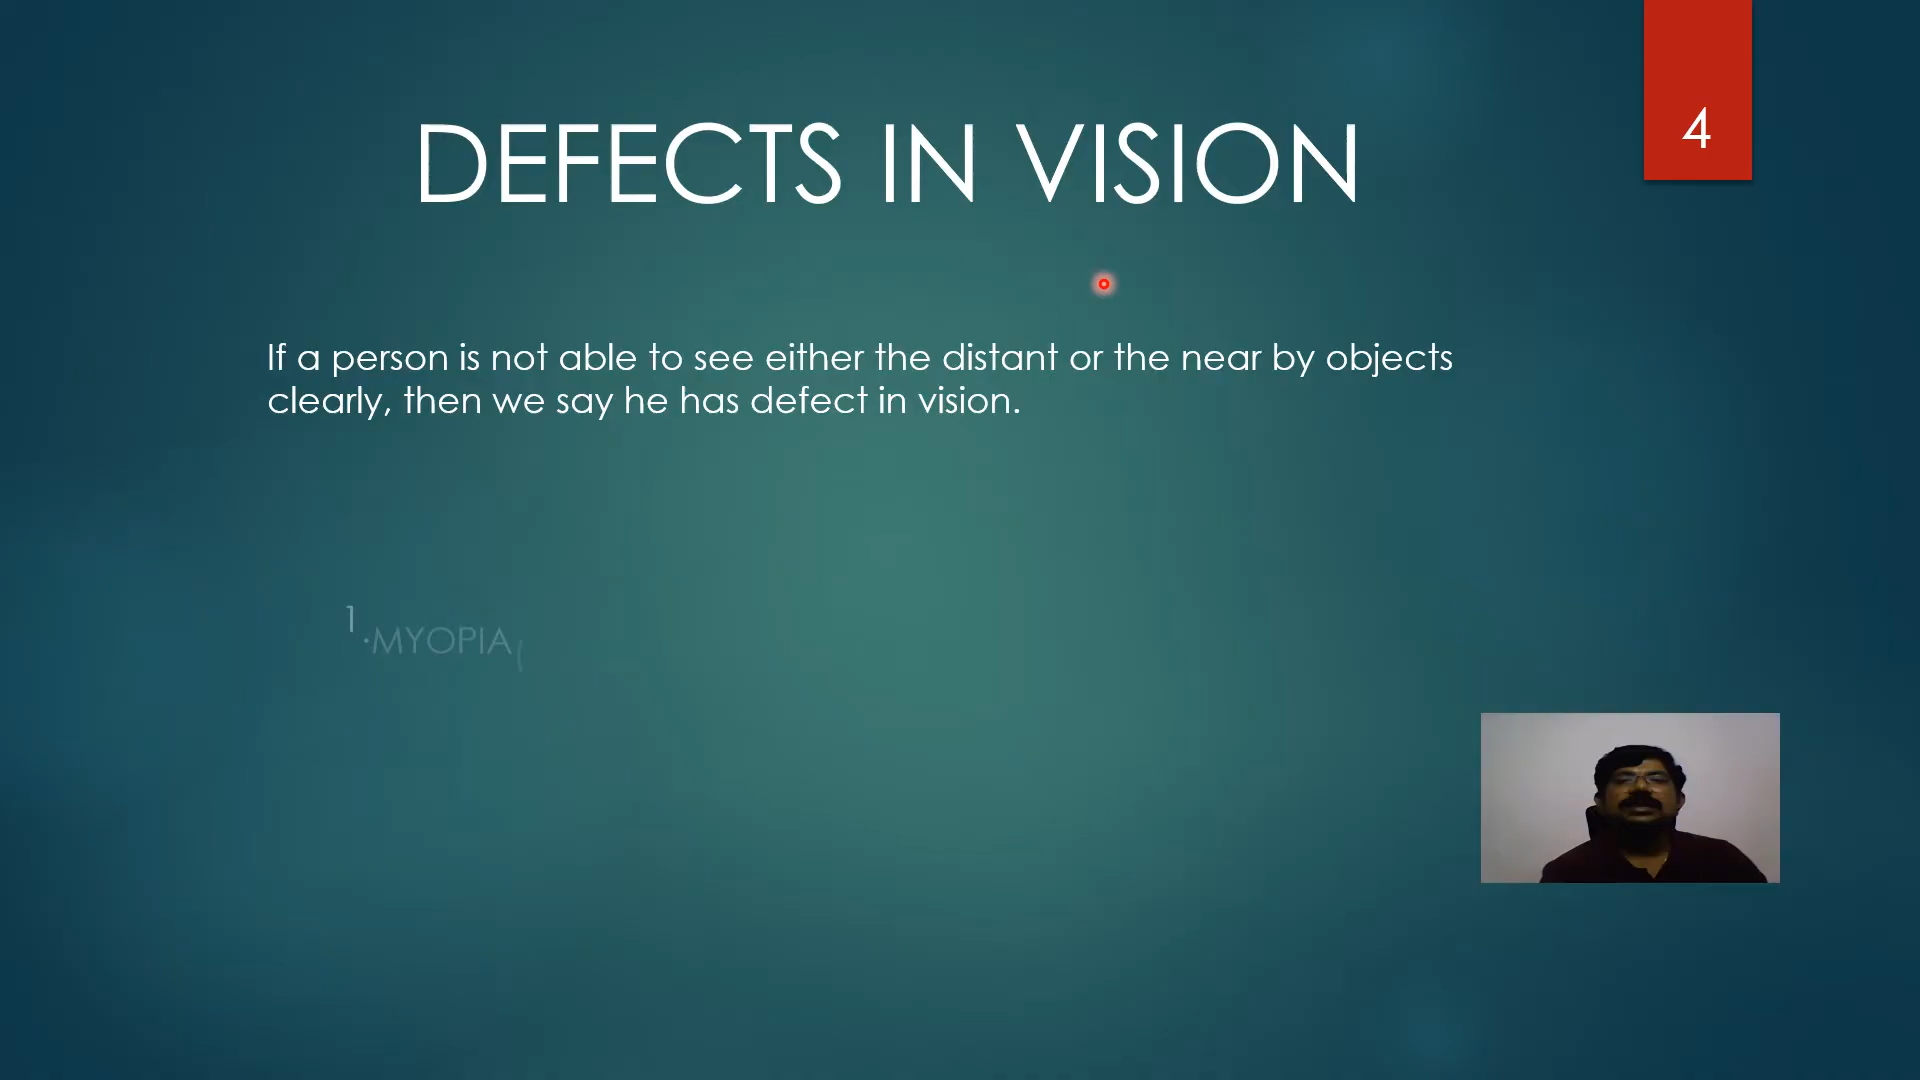 4
DEFECTS IN VISION
If a person is not able to see either the distant or the near by objects
clearly, then we say he has defect in vision.
1.MYOPIA(